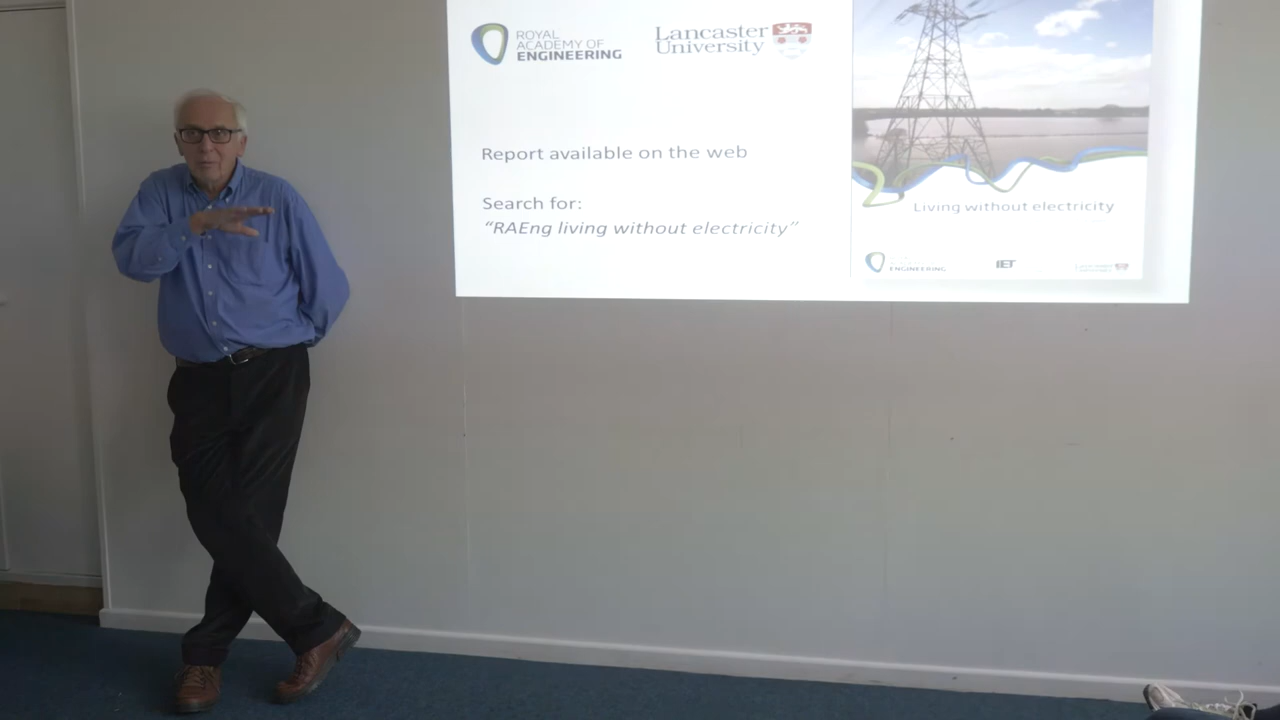 ROYAL
ACADEMY OF
ENGINEERING
Lancaster
University
Report available on the web
Search for:
“RAEng living without electricity”
Living without electricity
ENGINEERING
IET